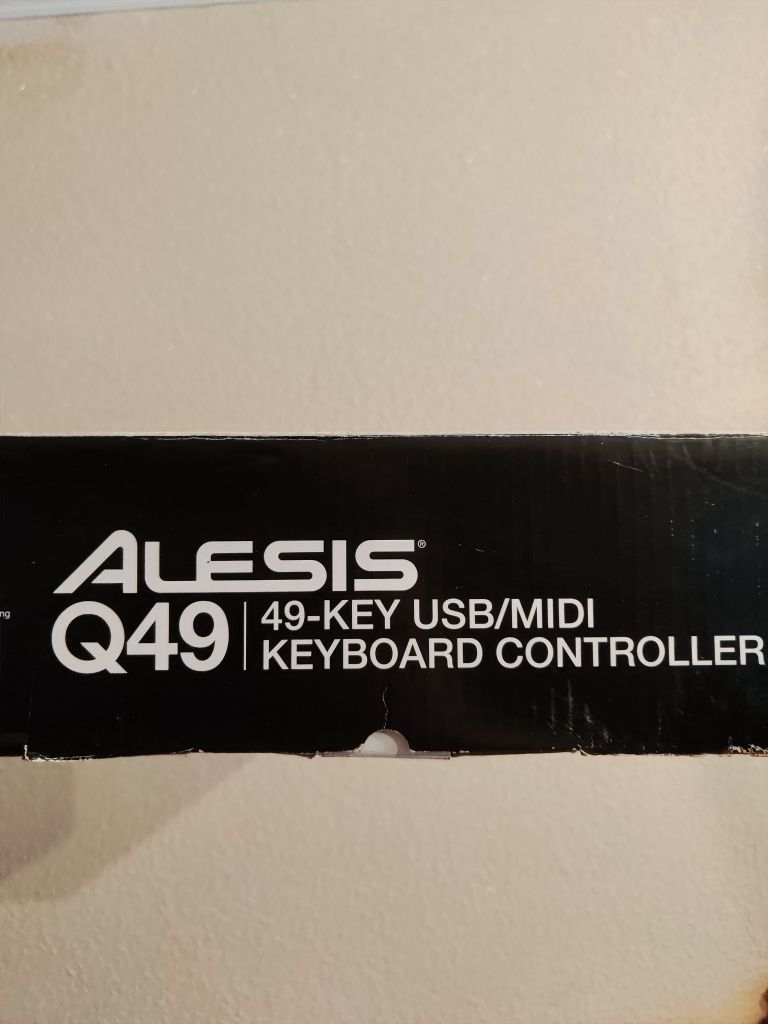 ALESIS®
Q49
49-KEY USB/MIDI
KEYBOARD CONTROLLER